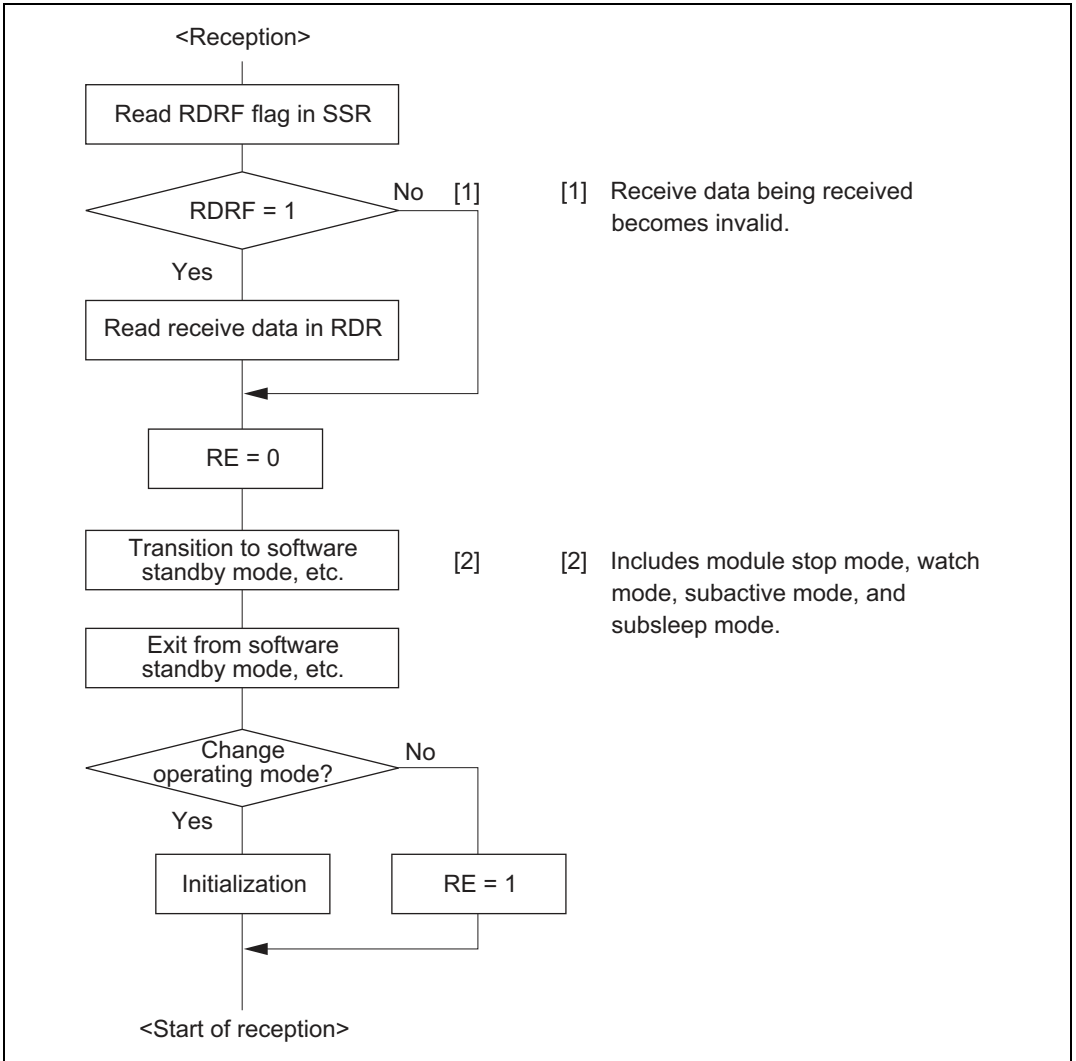 <Reception>
Read RDRF flag in SSR
RDRF = 1
No
[1]
[1] Receive data being received
becomes invalid.
Yes
Read receive data in RDR
RE = 0
Transition to software
standby mode, etc.
[2]
[2] Includes module stop mode, watch
mode, subactive mode, and
subsleep mode.
Exit from software
standby mode, etc.
Change
operating mode?
No
Yes
Initialization
RE = 1
<Start of reception>